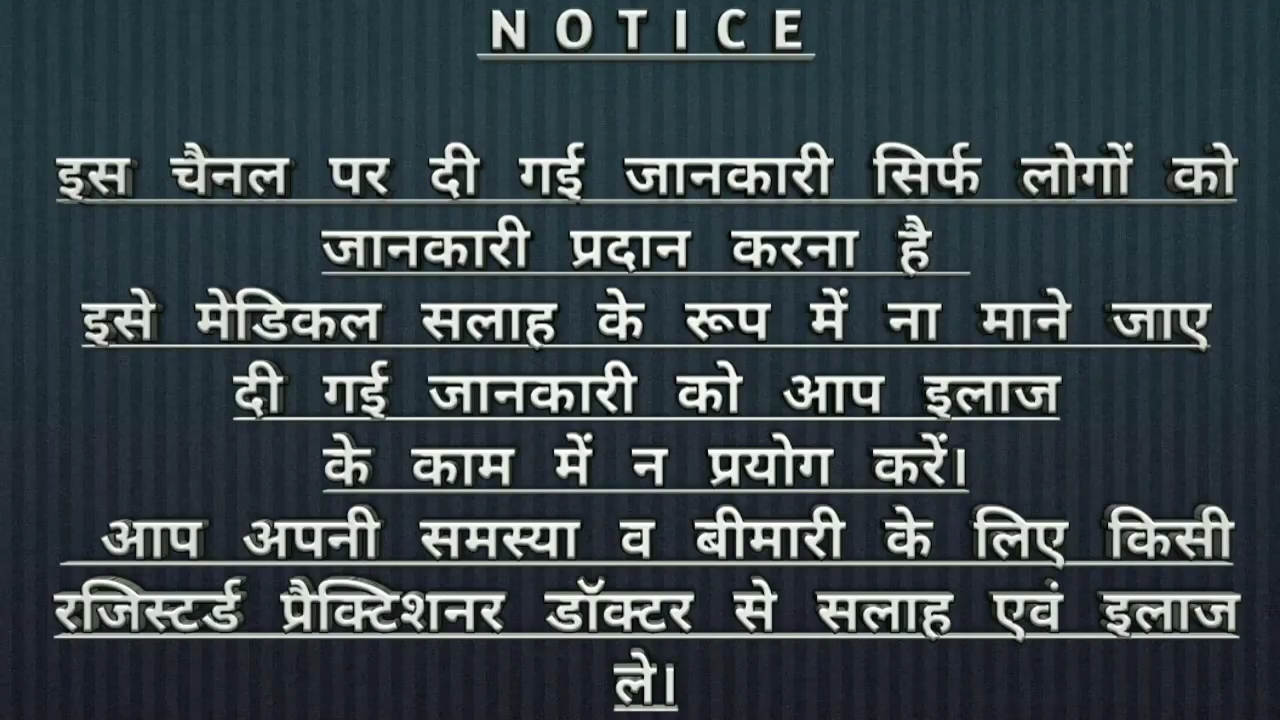 NOTICE
इस चैनल पर दी गई जानकारी सिर्फ लोगों को
जानकारी प्रदान करना है
इसे मेडिकल सलाह के रूप में ना माने जाए
दी गई जानकारी को आप इलाज
के काम में न प्रयोग करें।
आप अपनी समस्या व बीमारी के लिए किसी
रजिस्टर्ड प्रैक्टिशनर डॉक्टर से सलाह एवं इलाज
ले।